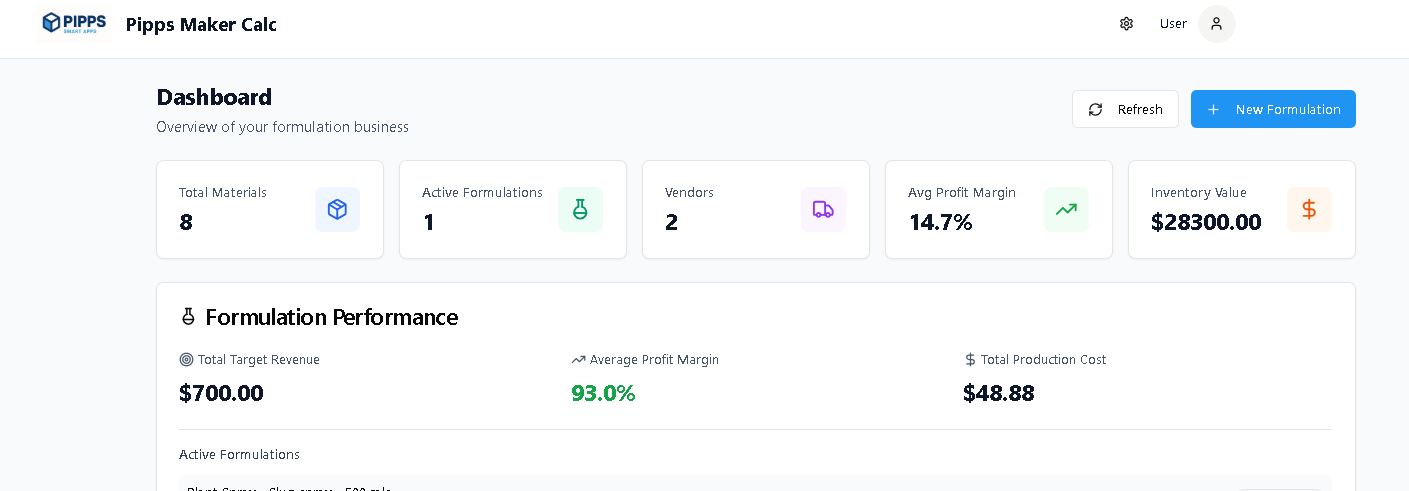 PIPPS
SMART APPS
Pipps Maker Calc
User
Dashboard
Overview of your formulation business
Refresh
New Formulation
Total Materials
8
Active Formulations
1
Vendors
2
Avg Profit Margin
14.7%
Inventory Value
$28300.00
Formulation Performance
Total Target Revenue
$700.00
Average Profit Margin
93.0%
Total Production Cost
$48.88
Active Formulations